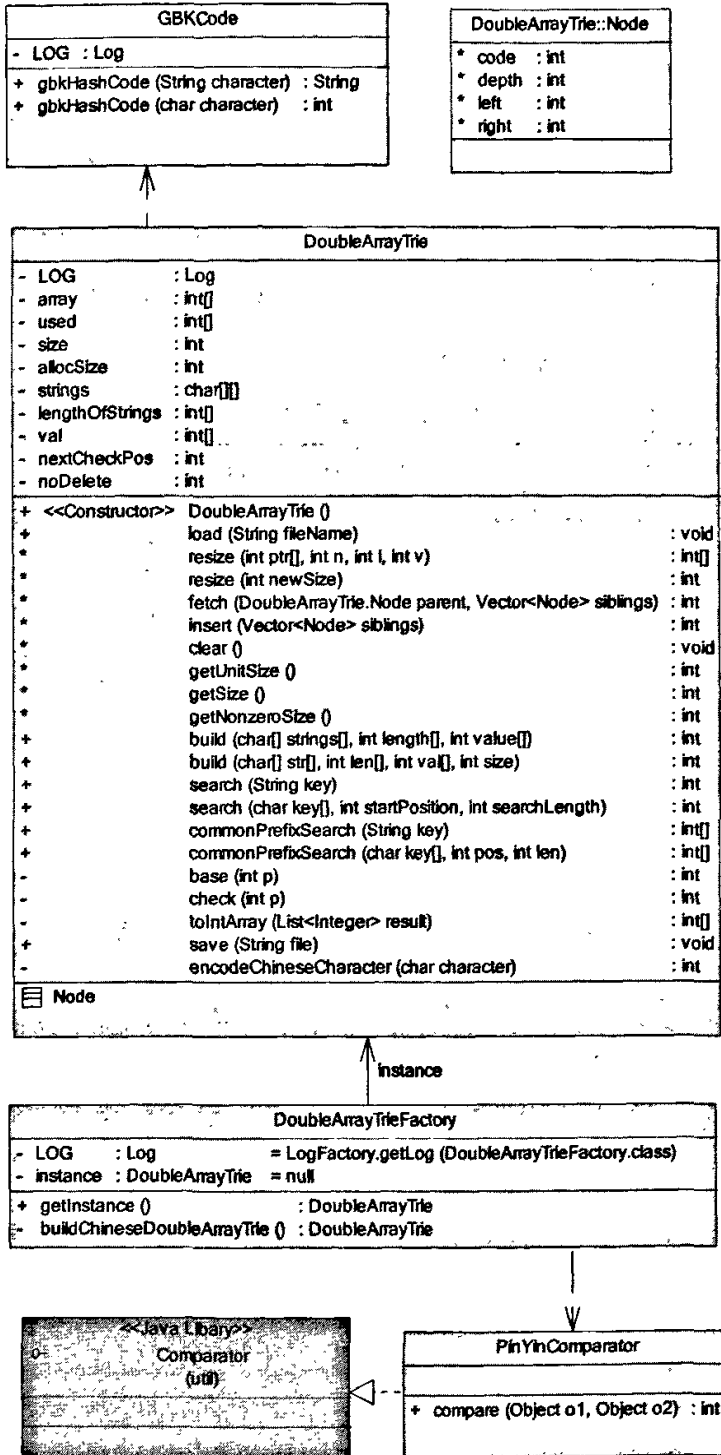 GBKCode
- LOG : Log
+ gbkHashCode (String character) : String
+ gbkHashCode (char character) : int
DoubleArrayTrie::Node
* code : int
* depth : int
* left : int
* right : int
DoubleArrayTrie
- LOG : Log
- array : int[]
- used : int[]
- size : int
- allocSize : int
- strings : char[][]
- lengthOfStrings : int[]
- val : int[]
- nextCheckPos : int
- noDelete : int
+ <<Constructor>> DoubleArrayTrie ()
+ load (String fileName) : void
* resize (int ptr[], int n, int l, int v) : int[]
* resize (int newSize) : int
* fetch (DoubleArrayTrie.Node parent, Vector<Node> siblings) : int
* insert (Vector<Node> siblings) : int
* clear () : void
* getUnitSize () : int
* getSize () : int
* getNonzeroSize () : int
+ build (char[] strings[], int length[], int value[]) : int
+ build (char[] str[], int len[], int val[], int size) : int
+ search (String key) : int
+ search (char key[], int startPosition, int searchLength) : int
+ commonPrefixSearch (String key) : int[]
+ commonPrefixSearch (char key[], int pos, int len) : int[]
- base (int p) : int
- check (int p) : int
- toIntArray (List<Integer> result) : int[]
+ save (String file) : void
- encodeChineseCharacter (char character) : int
Node
instance
DoubleArrayTrieFactory
- LOG : Log = LogFactory.getLog (DoubleArrayTrieFactory.class)
- instance : DoubleArrayTrie = null
+ getInstance () : DoubleArrayTrie
- buildChineseDoubleArrayTrie () : DoubleArrayTrie
<<Java Libary>>
Comparator
(util)
PinYinComparator
+ compare (Object o1, Object o2) : int